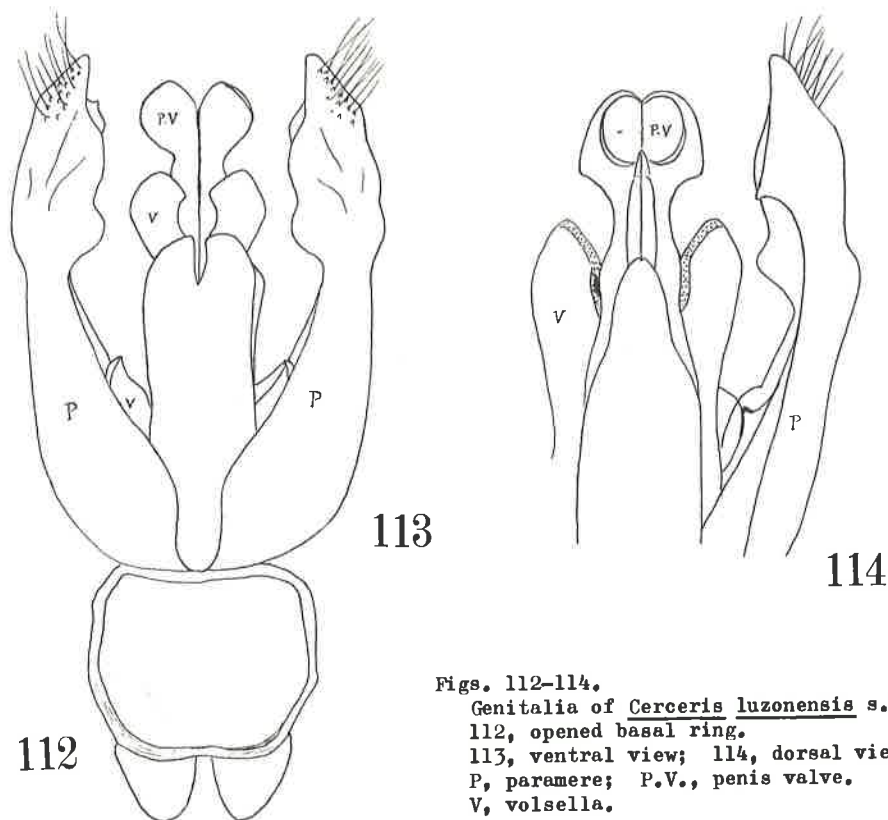 P.V
P.V
V
V
V
P
P
P
113
114
112
Figs. 112-114.
Genitalia of Cerceris luzonensis s.
112, opened basal ring.
113, ventral view; 114, dorsal vie
P, paramere; P.V., penis valve.
V, volsella.